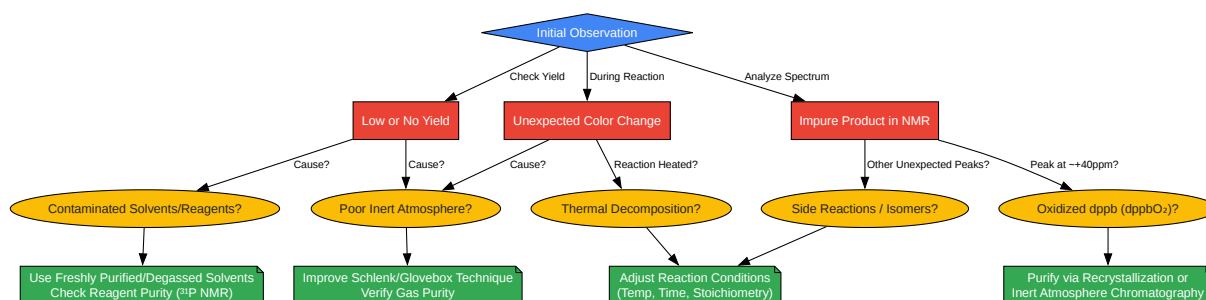 Initial Observation
Check Yield
During Reaction
Analyze Spectrum
Low or No Yield
Unexpected Color Change
Impure Product in NMR
Cause?
Cause?
Cause?
Reaction Heated?
Other Unexpected Peaks?
Peak at ~+40ppm?
Contaminated Solvents/Reagents?
Poor Inert Atmosphere?
Thermal Decomposition?
Side Reactions / Isomers?
Oxidized dppb (dppbO₂)?
Use Freshly Purified/Degassed Solvents
Check Reagent Purity (³¹P NMR)
Improve Schlenk/Glovebox Technique
Verify Gas Purity
Adjust Reaction Conditions
(Temp, Time, Stoichiometry)
Purify via Recrystallization or
Inert Atmosphere Chromatography